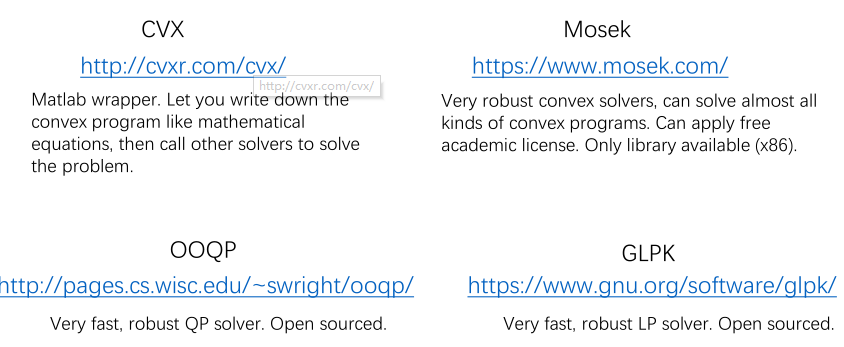 CVX
http://cvxr.com/cvx/
http://cvxr.com/cvx/
Matlab wrapper. Let you write down the
convex program like mathematical
equations, then call other solvers to solve
the problem.
Mosek
https://www.mosek.com/
Very robust convex solvers, can solve almost all
kinds of convex programs. Can apply free
academic license. Only library available (x86).
OOQP
http://pages.cs.wisc.edu/~swright/ooqp/
Very fast, robust QP solver. Open sourced.
GLPK
https://www.gnu.org/software/glpk/
Very fast, robust LP solver. Open sourced.